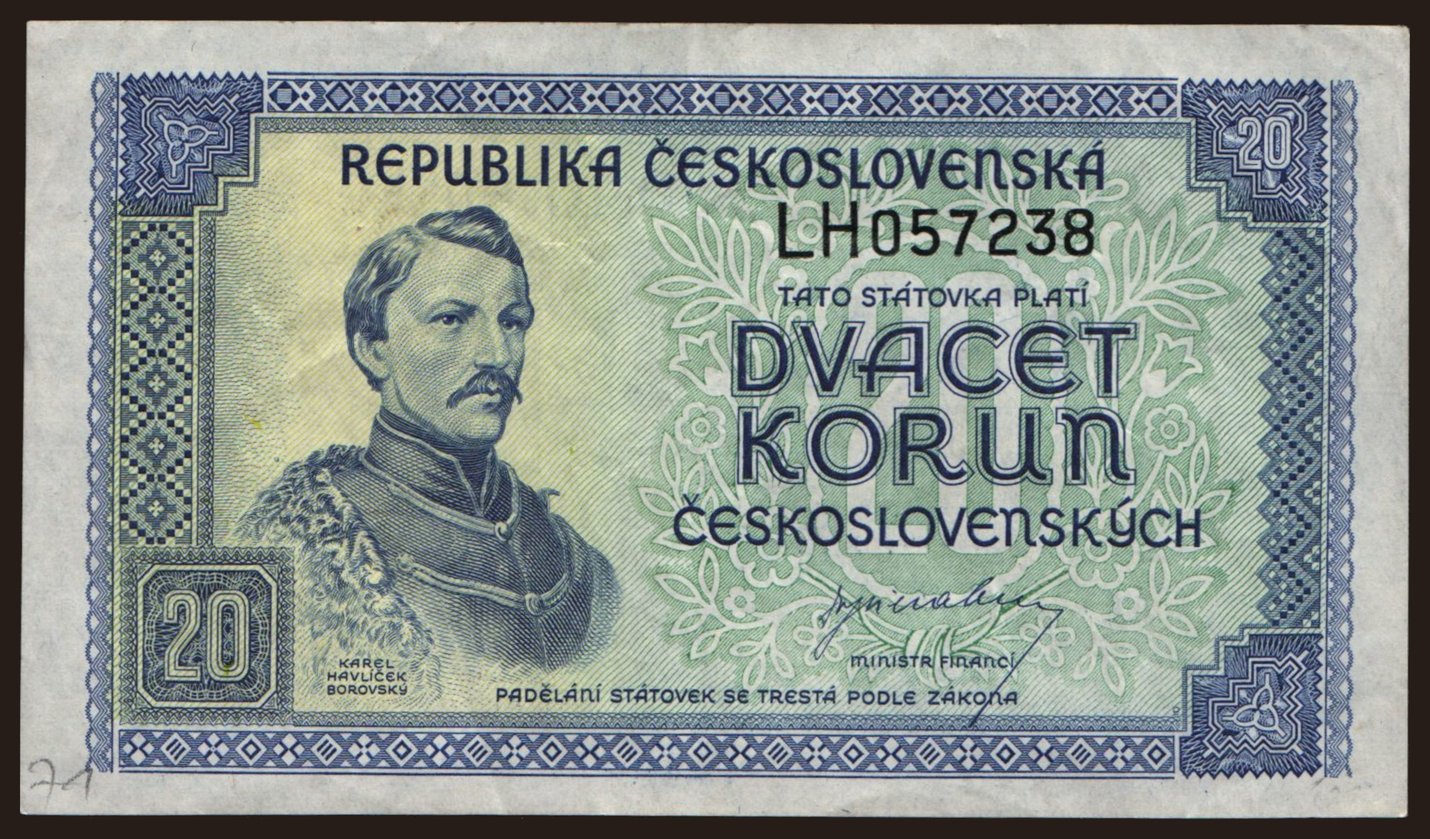 20
REPUBLIKA ČESKOSLOVENSKÁ
LH057238
TATO STÁTOVKA PLATÍ
DVACET
KORUN
ČESKOSLOVENSKÝCH
20
KAREL
HAVLÍČEK
BOROVSKÝ
MINISTR FINANCÍ
PADĚLÁNÍ STÁTOVEK SE TRESTÁ PODLE ZÁKONA
71